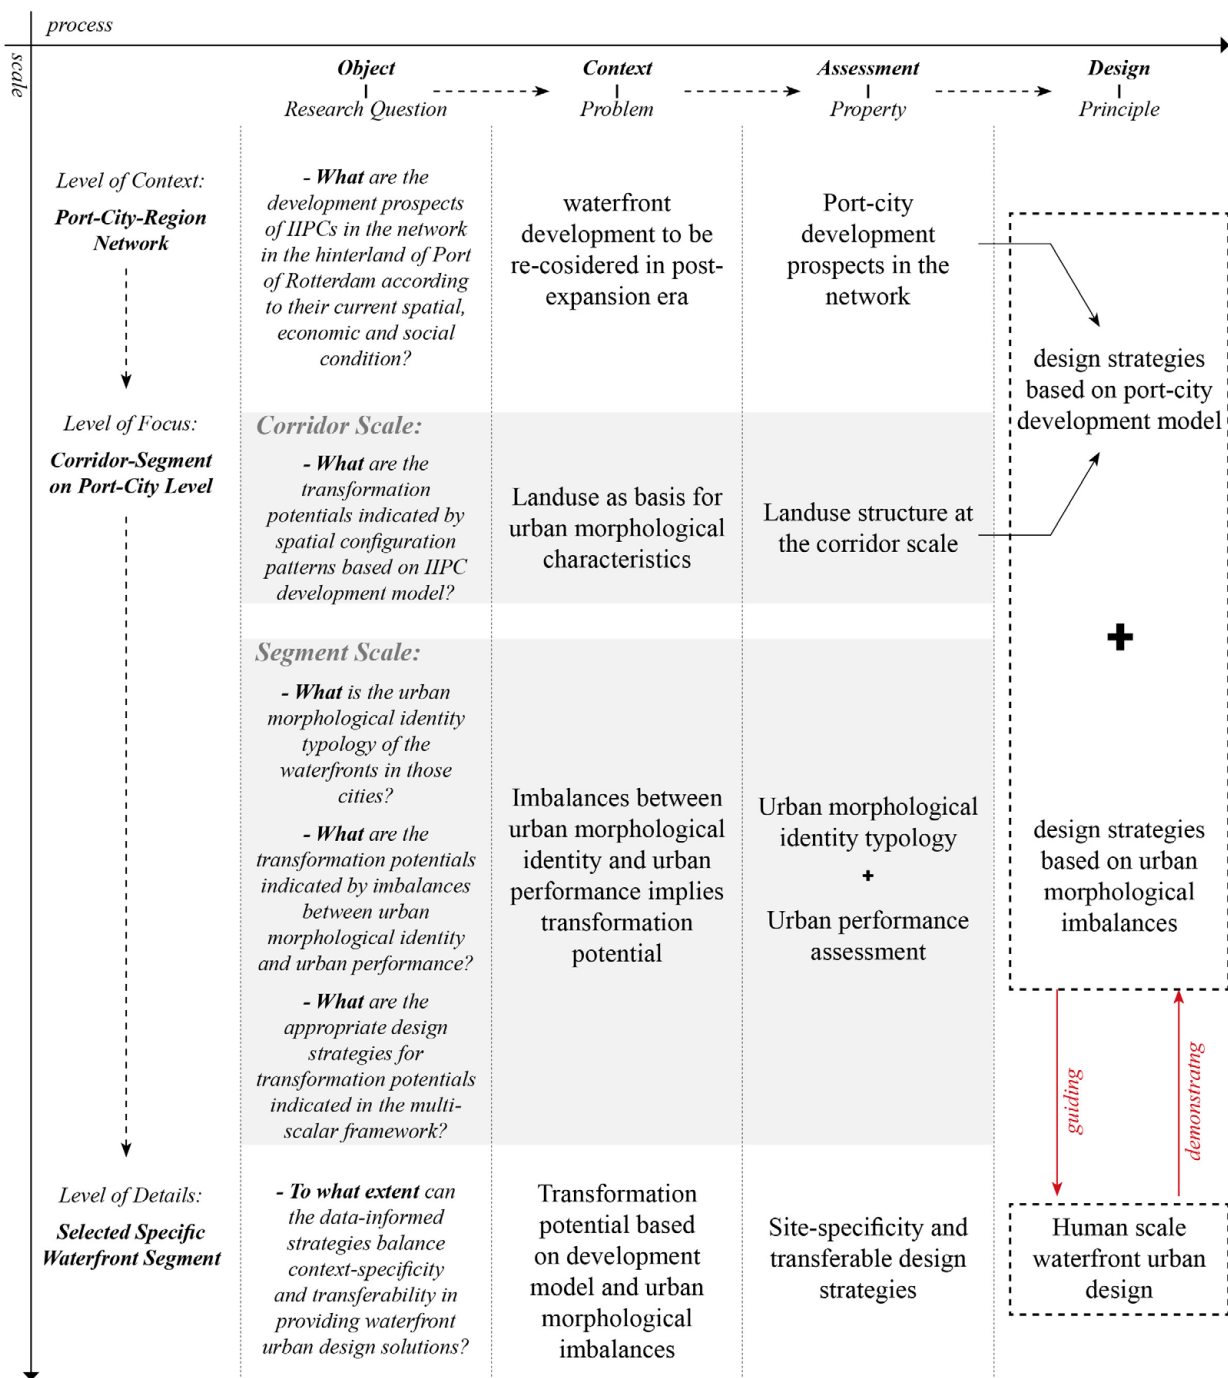 process
scale
Object
Context
Assessment
Design
Research Question
Problem
Property
Principle
Level of Context:
Port-City-Region
Network
- What are the
development prospects
of IIPCs in the network
in the hinterland of Port
of Rotterdam according
to their current spatial,
economic and social
condition?
waterfront
development to be
re-cosidered in post-
expansion era
Port-city
development
prospects in the
network
design strategies
based on port-city
development model
Level of Focus:
Corridor-Segment
on Port-City Level
Corridor Scale:
- What are the
transformation
potentials indicated by
spatial configuration
patterns based on IIPC
development model?
Landuse as basis for
urban morphological
characteristics
Landuse structure at
the corridor scale
+
Segment Scale:
- What is the urban
morphological identity
typology of the
waterfronts in those
cities?
- What are the
transformation potentials
indicated by imbalances
between urban
morphological identity
and urban performance?
- What are the
appropriate design
strategies for
transformation potentials
indicated in the multi-
scalar framework?
Imbalances between
urban morphological
identity and urban
performance implies
transformation
potential
Urban morphological
identity typology
+
Urban performance
assessment
design strategies
based on urban
morphological
imbalances
guiding
demonstratng
Level of Details:
Selected Specific
Waterfront Segment
- To what extent can
the data-informed
strategies balance
context-specificity
and transferability in
providing waterfront
urban design solutions?
Transformation
potential based
on development
model and urban
morphological
imbalances
Site-specificity and
transferable design
strategies
Human scale
waterfront urban
design